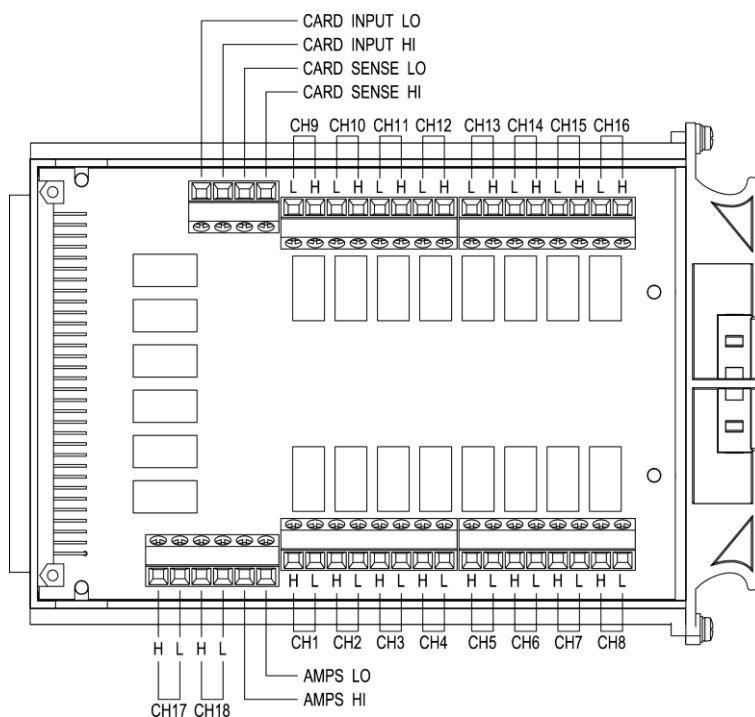 CARD INPUT LO
CARD INPUT HI
CARD SENSE LO
CARD SENSE HI
CH9 CH10 CH11 CH12 CH13 CH14 CH15 CH16
L H L H L H L H L H L H L H L H
H L H L H L H L H L H L H L H L
CH1 CH2 CH3 CH4 CH5 CH6 CH7 CH8
H L H L
AMPS LO
AMPS HI
CH17 CH18